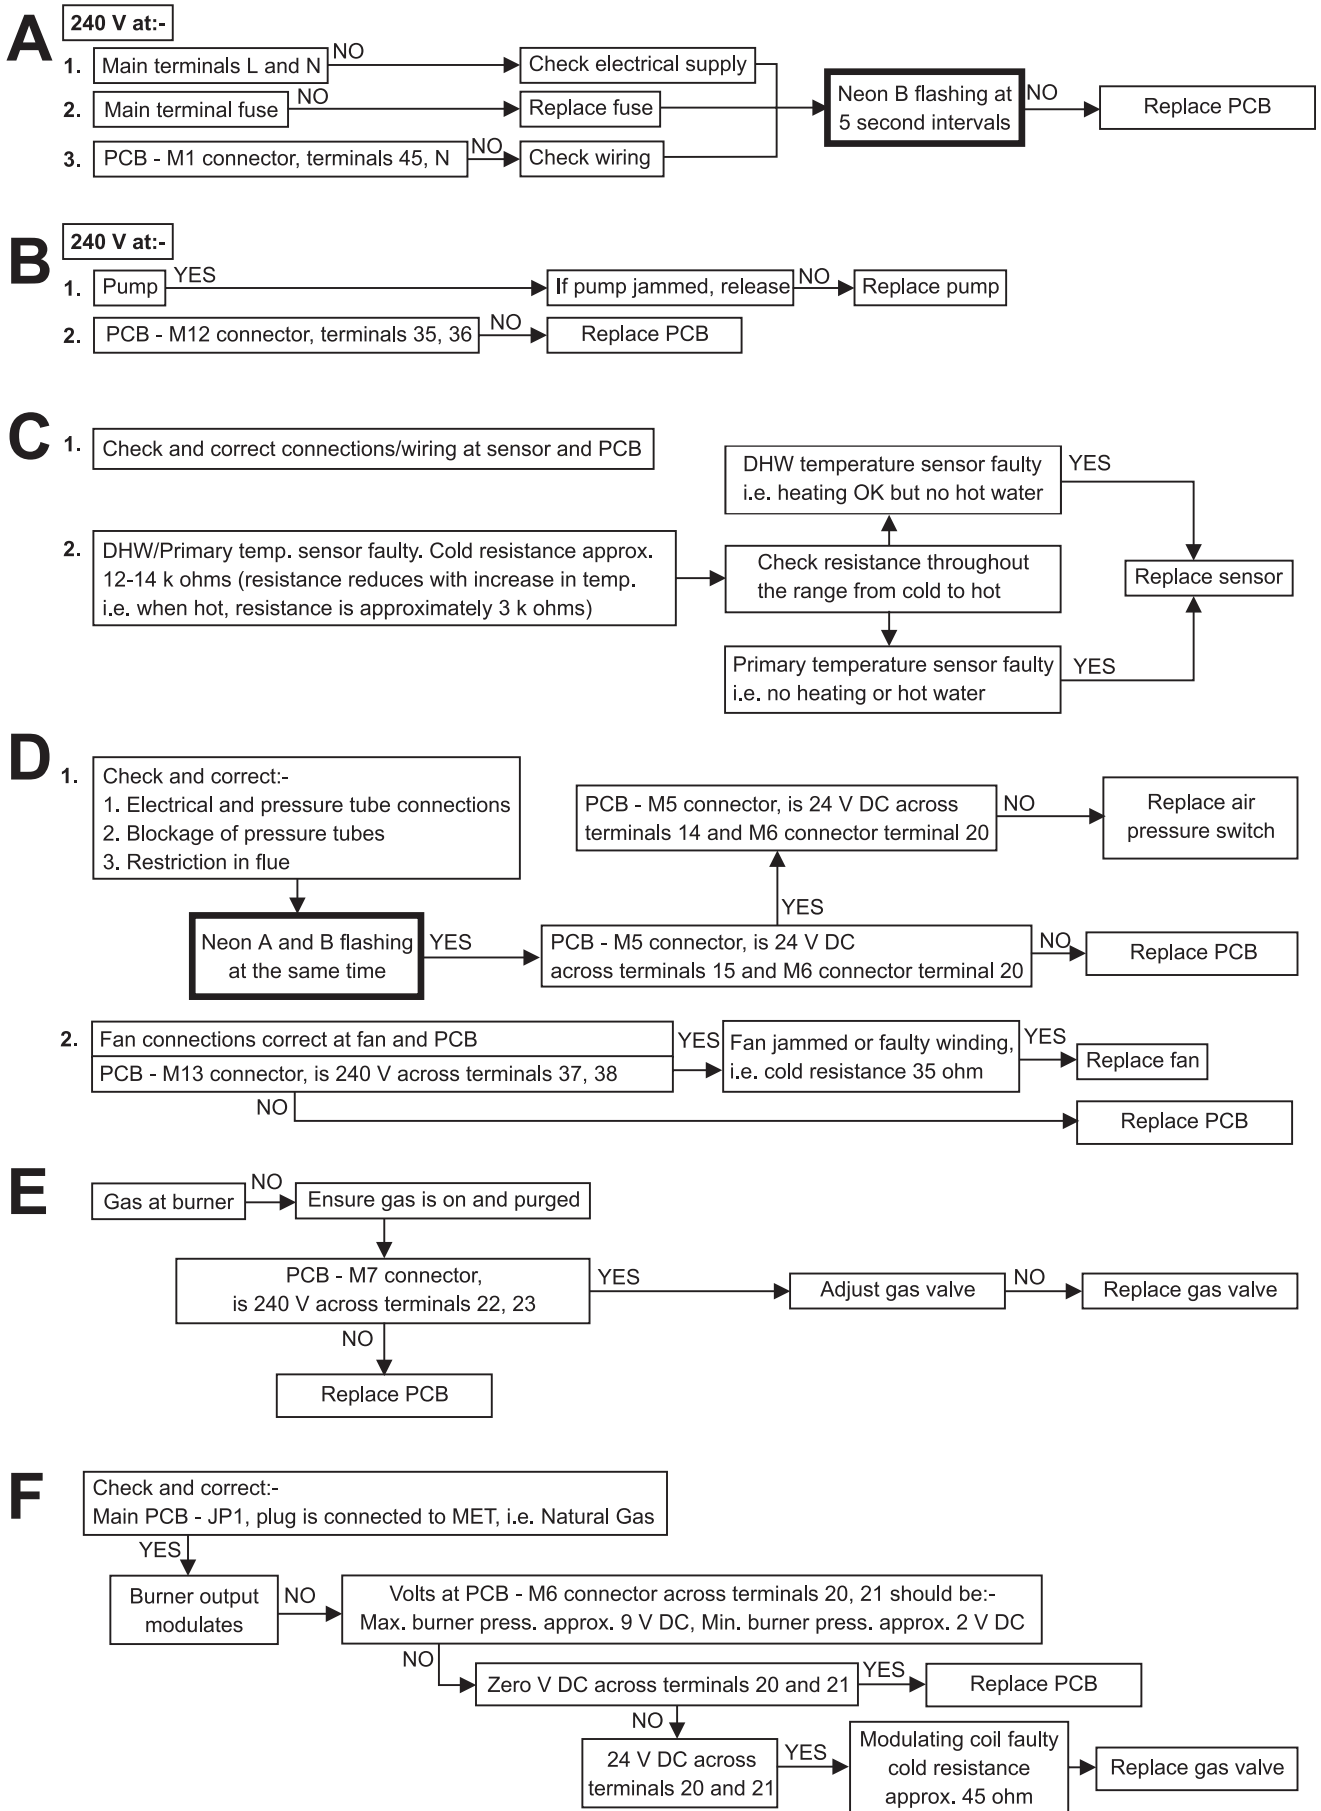 A
240 V at:-
1. Main terminals L and N
NO
Check electrical supply
2. Main terminal fuse
NO
Replace fuse
3. PCB - M1 connector, terminals 45, N
NO
Check wiring
Neon B flashing at
5 second intervals
NO
Replace PCB
B
240 V at:-
1. Pump
YES
If pump jammed, release
NO
Replace pump
2. PCB - M12 connector, terminals 35, 36
NO
Replace PCB
C
1. Check and correct connections/wiring at sensor and PCB
2. DHW/Primary temp. sensor faulty. Cold resistance approx.
12-14 k ohms (resistance reduces with increase in temp.
i.e. when hot, resistance is approximately 3 k ohms)
Check resistance throughout
the range from cold to hot
DHW temperature sensor faulty
i.e. heating OK but no hot water
YES
Primary temperature sensor faulty
i.e. no heating or hot water
YES
Replace sensor
D
1. Check and correct:-
1. Electrical and pressure tube connections
2. Blockage of pressure tubes
3. Restriction in flue
Neon A and B flashing
at the same time
YES
PCB - M5 connector, is 24 V DC
across terminals 15 and M6 connector terminal 20
NO
Replace PCB
YES
PCB - M5 connector, is 24 V DC across
terminals 14 and M6 connector terminal 20
NO
Replace air
pressure switch
2. Fan connections correct at fan and PCB
PCB - M13 connector, is 240 V across terminals 37, 38
YES
Fan jammed or faulty winding,
i.e. cold resistance 35 ohm
YES
Replace fan
NO
Replace PCB
E
Gas at burner
NO
Ensure gas is on and purged
PCB - M7 connector,
is 240 V across terminals 22, 23
YES
Adjust gas valve
NO
Replace gas valve
NO
Replace PCB
F
Check and correct:-
Main PCB - JP1, plug is connected to MET, i.e. Natural Gas
YES
Burner output
modulates
NO
Volts at PCB - M6 connector across terminals 20, 21 should be:-
Max. burner press. approx. 9 V DC, Min. burner press. approx. 2 V DC
NO
Zero V DC across terminals 20 and 21
YES
Replace PCB
NO
24 V DC across
terminals 20 and 21
YES
Modulating coil faulty
cold resistance
approx. 45 ohm
Replace gas valve